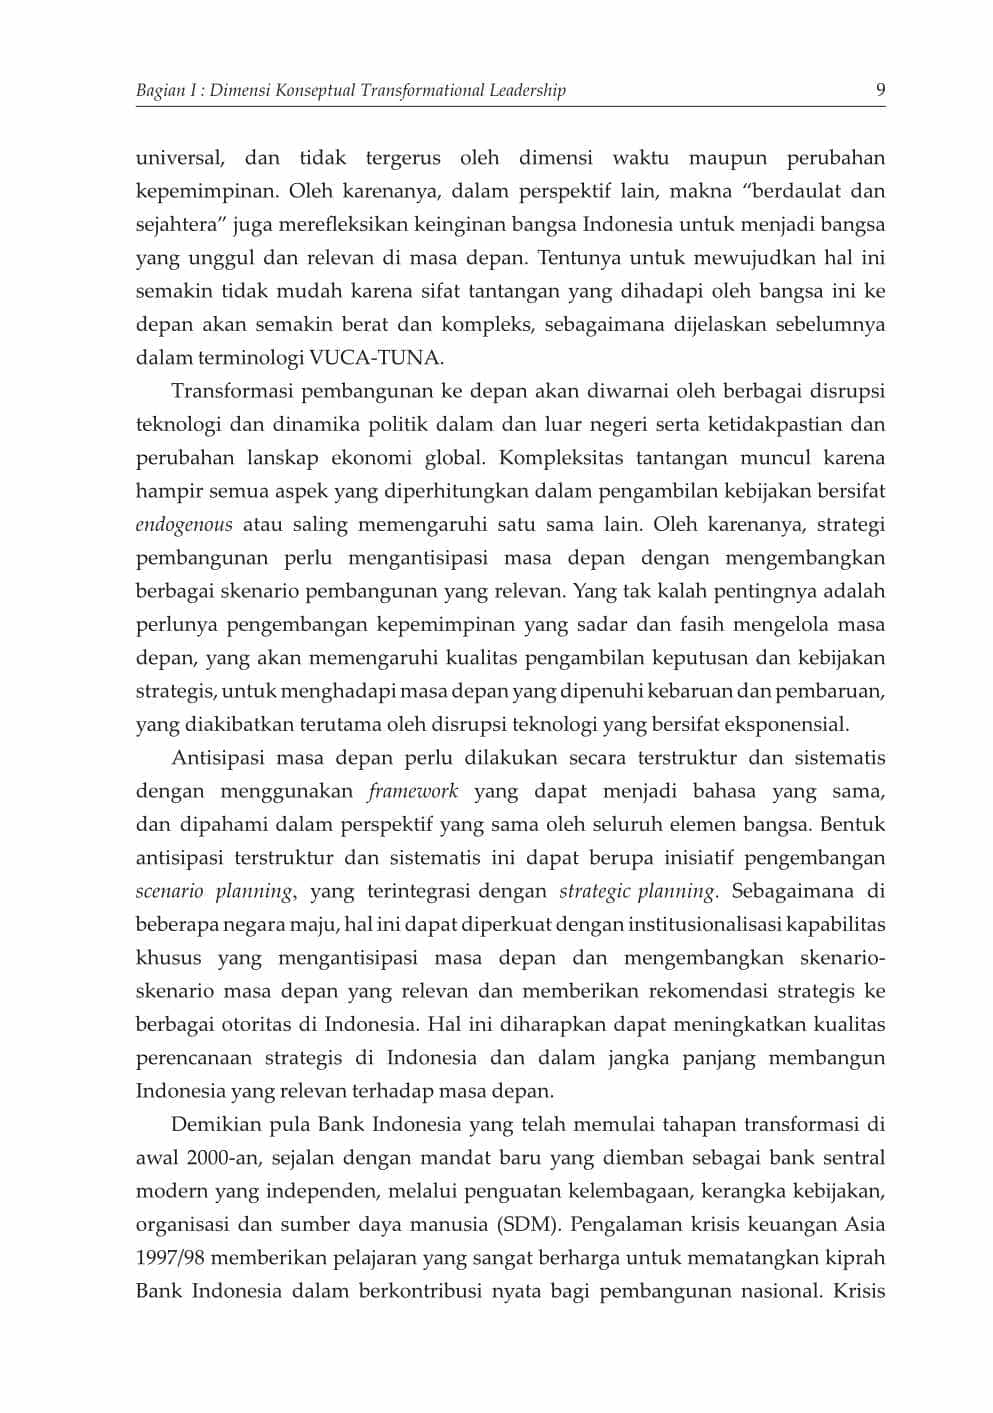 Bagian I : Dimensi Konseptual Transformational Leadership 9
universal, dan tidak tergerus oleh dimensi waktu maupun perubahan
kepemimpinan. Oleh karenanya, dalam perspektif lain, makna “berdaulat dan
sejahtera” juga merefleksikan keinginan bangsa Indonesia untuk menjadi bangsa
yang unggul dan relevan di masa depan. Tentunya untuk mewujudkan hal ini
semakin tidak mudah karena sifat tantangan yang dihadapi oleh bangsa ini ke
depan akan semakin berat dan kompleks, sebagaimana dijelaskan sebelumnya
dalam terminologi VUCA-TUNA.
Transformasi pembangunan ke depan akan diwarnai oleh berbagai disrupsi
teknologi dan dinamika politik dalam dan luar negeri serta ketidakpastian dan
perubahan lanskap ekonomi global. Kompleksitas tantangan muncul karena
hampir semua aspek yang diperhitungkan dalam pengambilan kebijakan bersifat
endogenous atau saling memengaruhi satu sama lain. Oleh karenanya, strategi
pembangunan perlu mengantisipasi masa depan dengan mengembangkan
berbagai skenario pembangunan yang relevan. Yang tak kalah pentingnya adalah
perlunya pengembangan kepemimpinan yang sadar dan fasih mengelola masa
depan, yang akan memengaruhi kualitas pengambilan keputusan dan kebijakan
strategis, untuk menghadapi masa depan yang dipenuhi kebaruan dan pembaruan,
yang diakibatkan terutama oleh disrupsi teknologi yang bersifat eksponensial.
Antisipasi masa depan perlu dilakukan secara terstruktur dan sistematis
dengan menggunakan framework yang dapat menjadi bahasa yang sama,
dan dipahami dalam perspektif yang sama oleh seluruh elemen bangsa. Bentuk
antisipasi terstruktur dan sistematis ini dapat berupa inisiatif pengembangan
scenario planning, yang terintegrasi dengan strategic planning. Sebagaimana di
beberapa negara maju, hal ini dapat diperkuat dengan institusionalisasi kapabilitas
khusus yang mengantisipasi masa depan dan mengembangkan skenario-
skenario masa depan yang relevan dan memberikan rekomendasi strategis ke
berbagai otoritas di Indonesia. Hal ini diharapkan dapat meningkatkan kualitas
perencanaan strategis di Indonesia dan dalam jangka panjang membangun
Indonesia yang relevan terhadap masa depan.
Demikian pula Bank Indonesia yang telah memulai tahapan transformasi di
awal 2000-an, sejalan dengan mandat baru yang diemban sebagai bank sentral
modern yang independen, melalui penguatan kelembagaan, kerangka kebijakan,
organisasi dan sumber daya manusia (SDM). Pengalaman krisis keuangan Asia
1997/98 memberikan pelajaran yang sangat berharga untuk mematangkan kiprah
Bank Indonesia dalam berkontribusi nyata bagi pembangunan nasional. Krisis